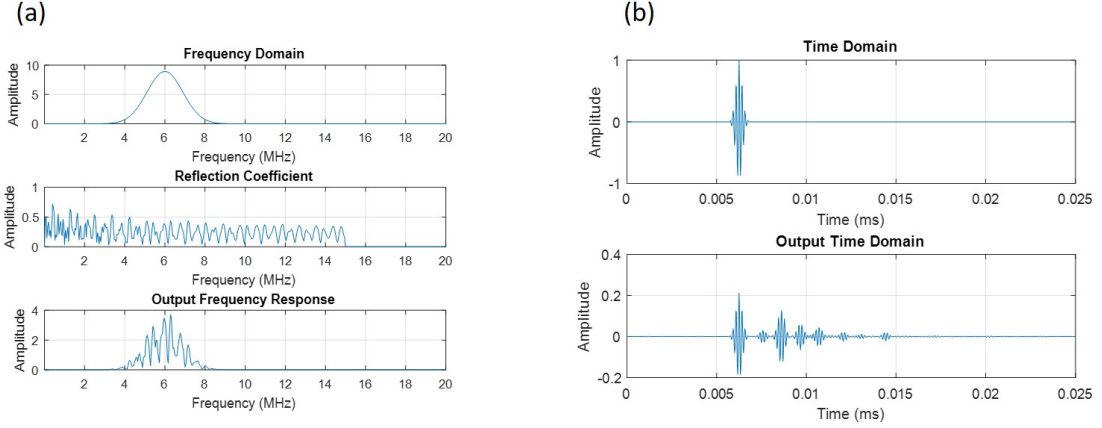 (a)
Frequency Domain
Amplitude
10
5
0
2 4 6 8 10 12 14 16 18 20
Frequency (MHz)
Reflection Coefficient
Amplitude
1
0.5
0
2 4 6 8 10 12 14 16 18 20
Frequency (MHz)
Output Frequency Response
Amplitude
4
2
0
2 4 6 8 10 12 14 16 18 20
Frequency (MHz)
(b)
Time Domain
Amplitude
1
0
-1
0 0.005 0.01 0.015 0.02 0.025
Time (ms)
Output Time Domain
Amplitude
0.4
0.2
0
-0.2
0 0.005 0.01 0.015 0.02 0.025
Time (ms)